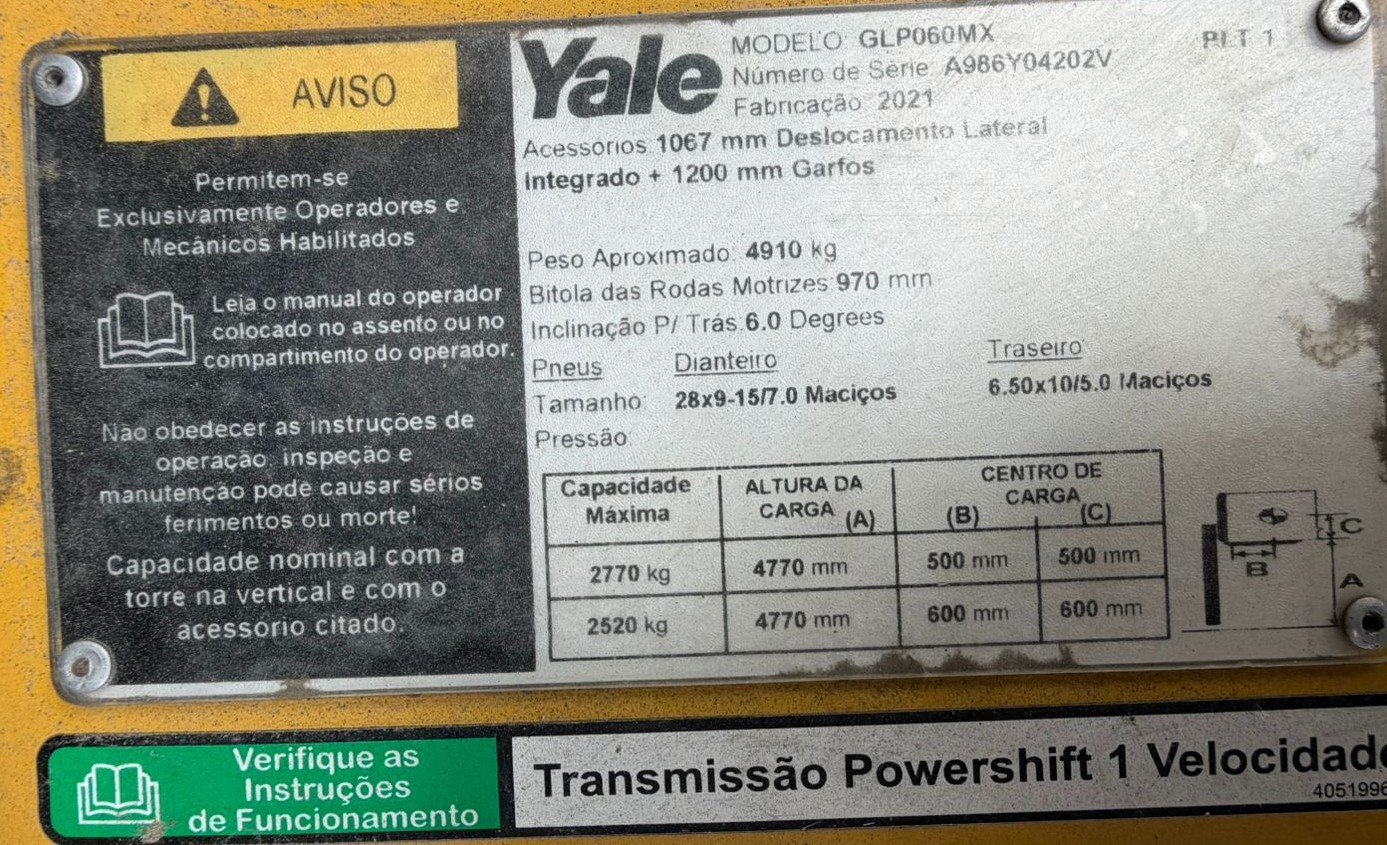 AVISO
Permitem-se
Exclusivamente Operadores e
Mecânicos Habilitados
Leia o manual do operador
colocado no assento ou no
compartimento do operador.
Não obedecer as instruções de
operação, inspeção e
manutenção pode causar sérios
ferimentos ou morte!
Capacidade nominal com a
torre na vertical e com o
acessorio citado.
Yale
MODELO: GLP060MX
PLT 1
Número de Série: A986Y04202V
Fabricação: 2021
Acessórios: 1067 mm Deslocamento Lateral
Integrado + 1200 mm Garfos
Peso Aproximado: 4910 kg
Bitola das Rodas Motrizes: 970 mm
Inclinação P/ Trás: 6.0 Degrees
Pneus Dianteiro Traseiro
Tamanho: 28x9-15/7.0 Maciços 6.50x10/5.0 Maciços
Pressão:
Capacidade Máxima ALTURA DA CARGA (A) CENTRO DE CARGA (B) (C)
2770 kg 4770 mm 500 mm 500 mm
2520 kg 4770 mm 600 mm 600 mm
C
B
A
Verifique as
Instruções
de Funcionamento
Transmissão Powershift 1 Velocidade
4051996